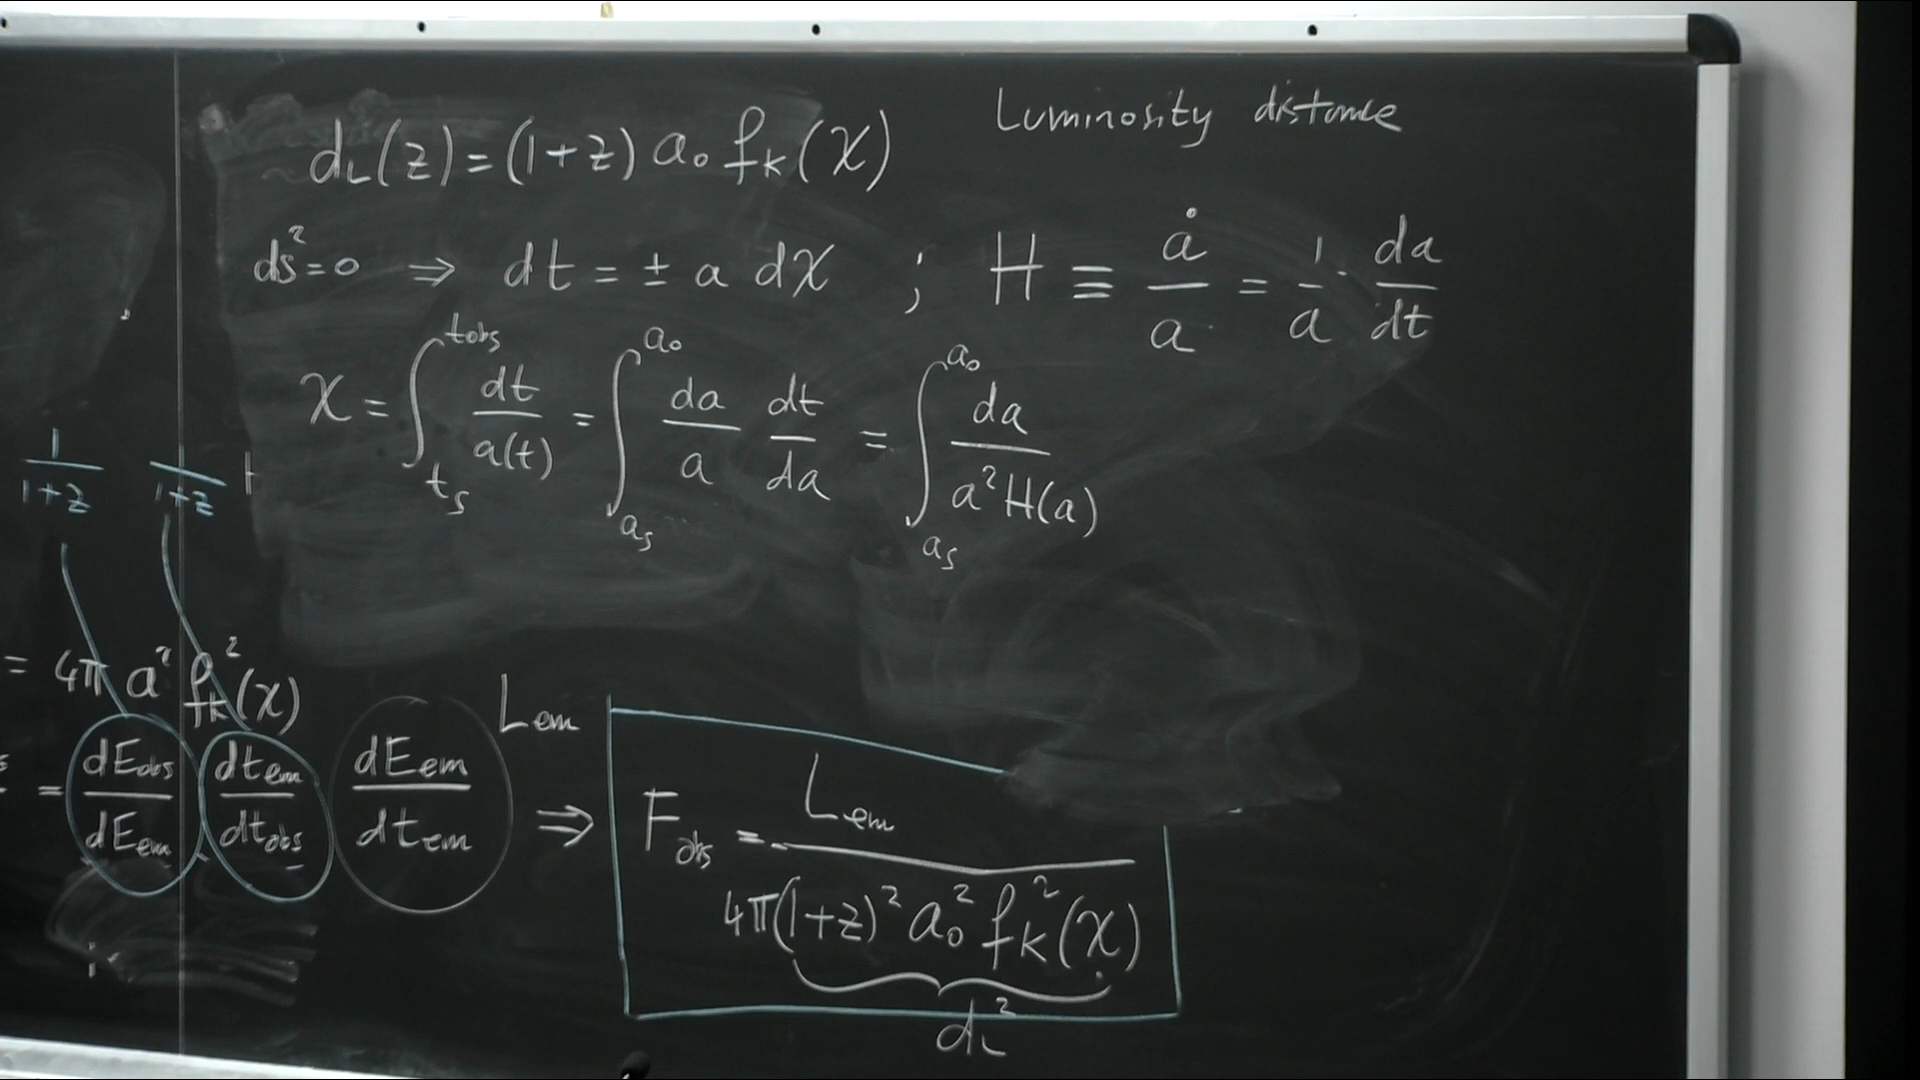 Luminosity distance
d_L(z) = (1+z) a_0 f_K(χ)
ds² = 0 ⇒ dt = ± a dχ ; H ≡ ȧ/a = 1/a · da/dt
χ = ∫_{t_s}^{t_obs} dt/a(t) = ∫_{a_s}^{a_0} da/a dt/da = ∫_{a_s}^{a_0} da/(a² H(a))
1/(1+z) 1/(1+z)
= 4π a² f_K²(χ)
L_em
= dE_obs/dE_em dt_em/dt_obs dE_em/dt_em ⇒ F_obs = L_em/(4π(1+z)² a_0² f_K²(χ))
d_L²